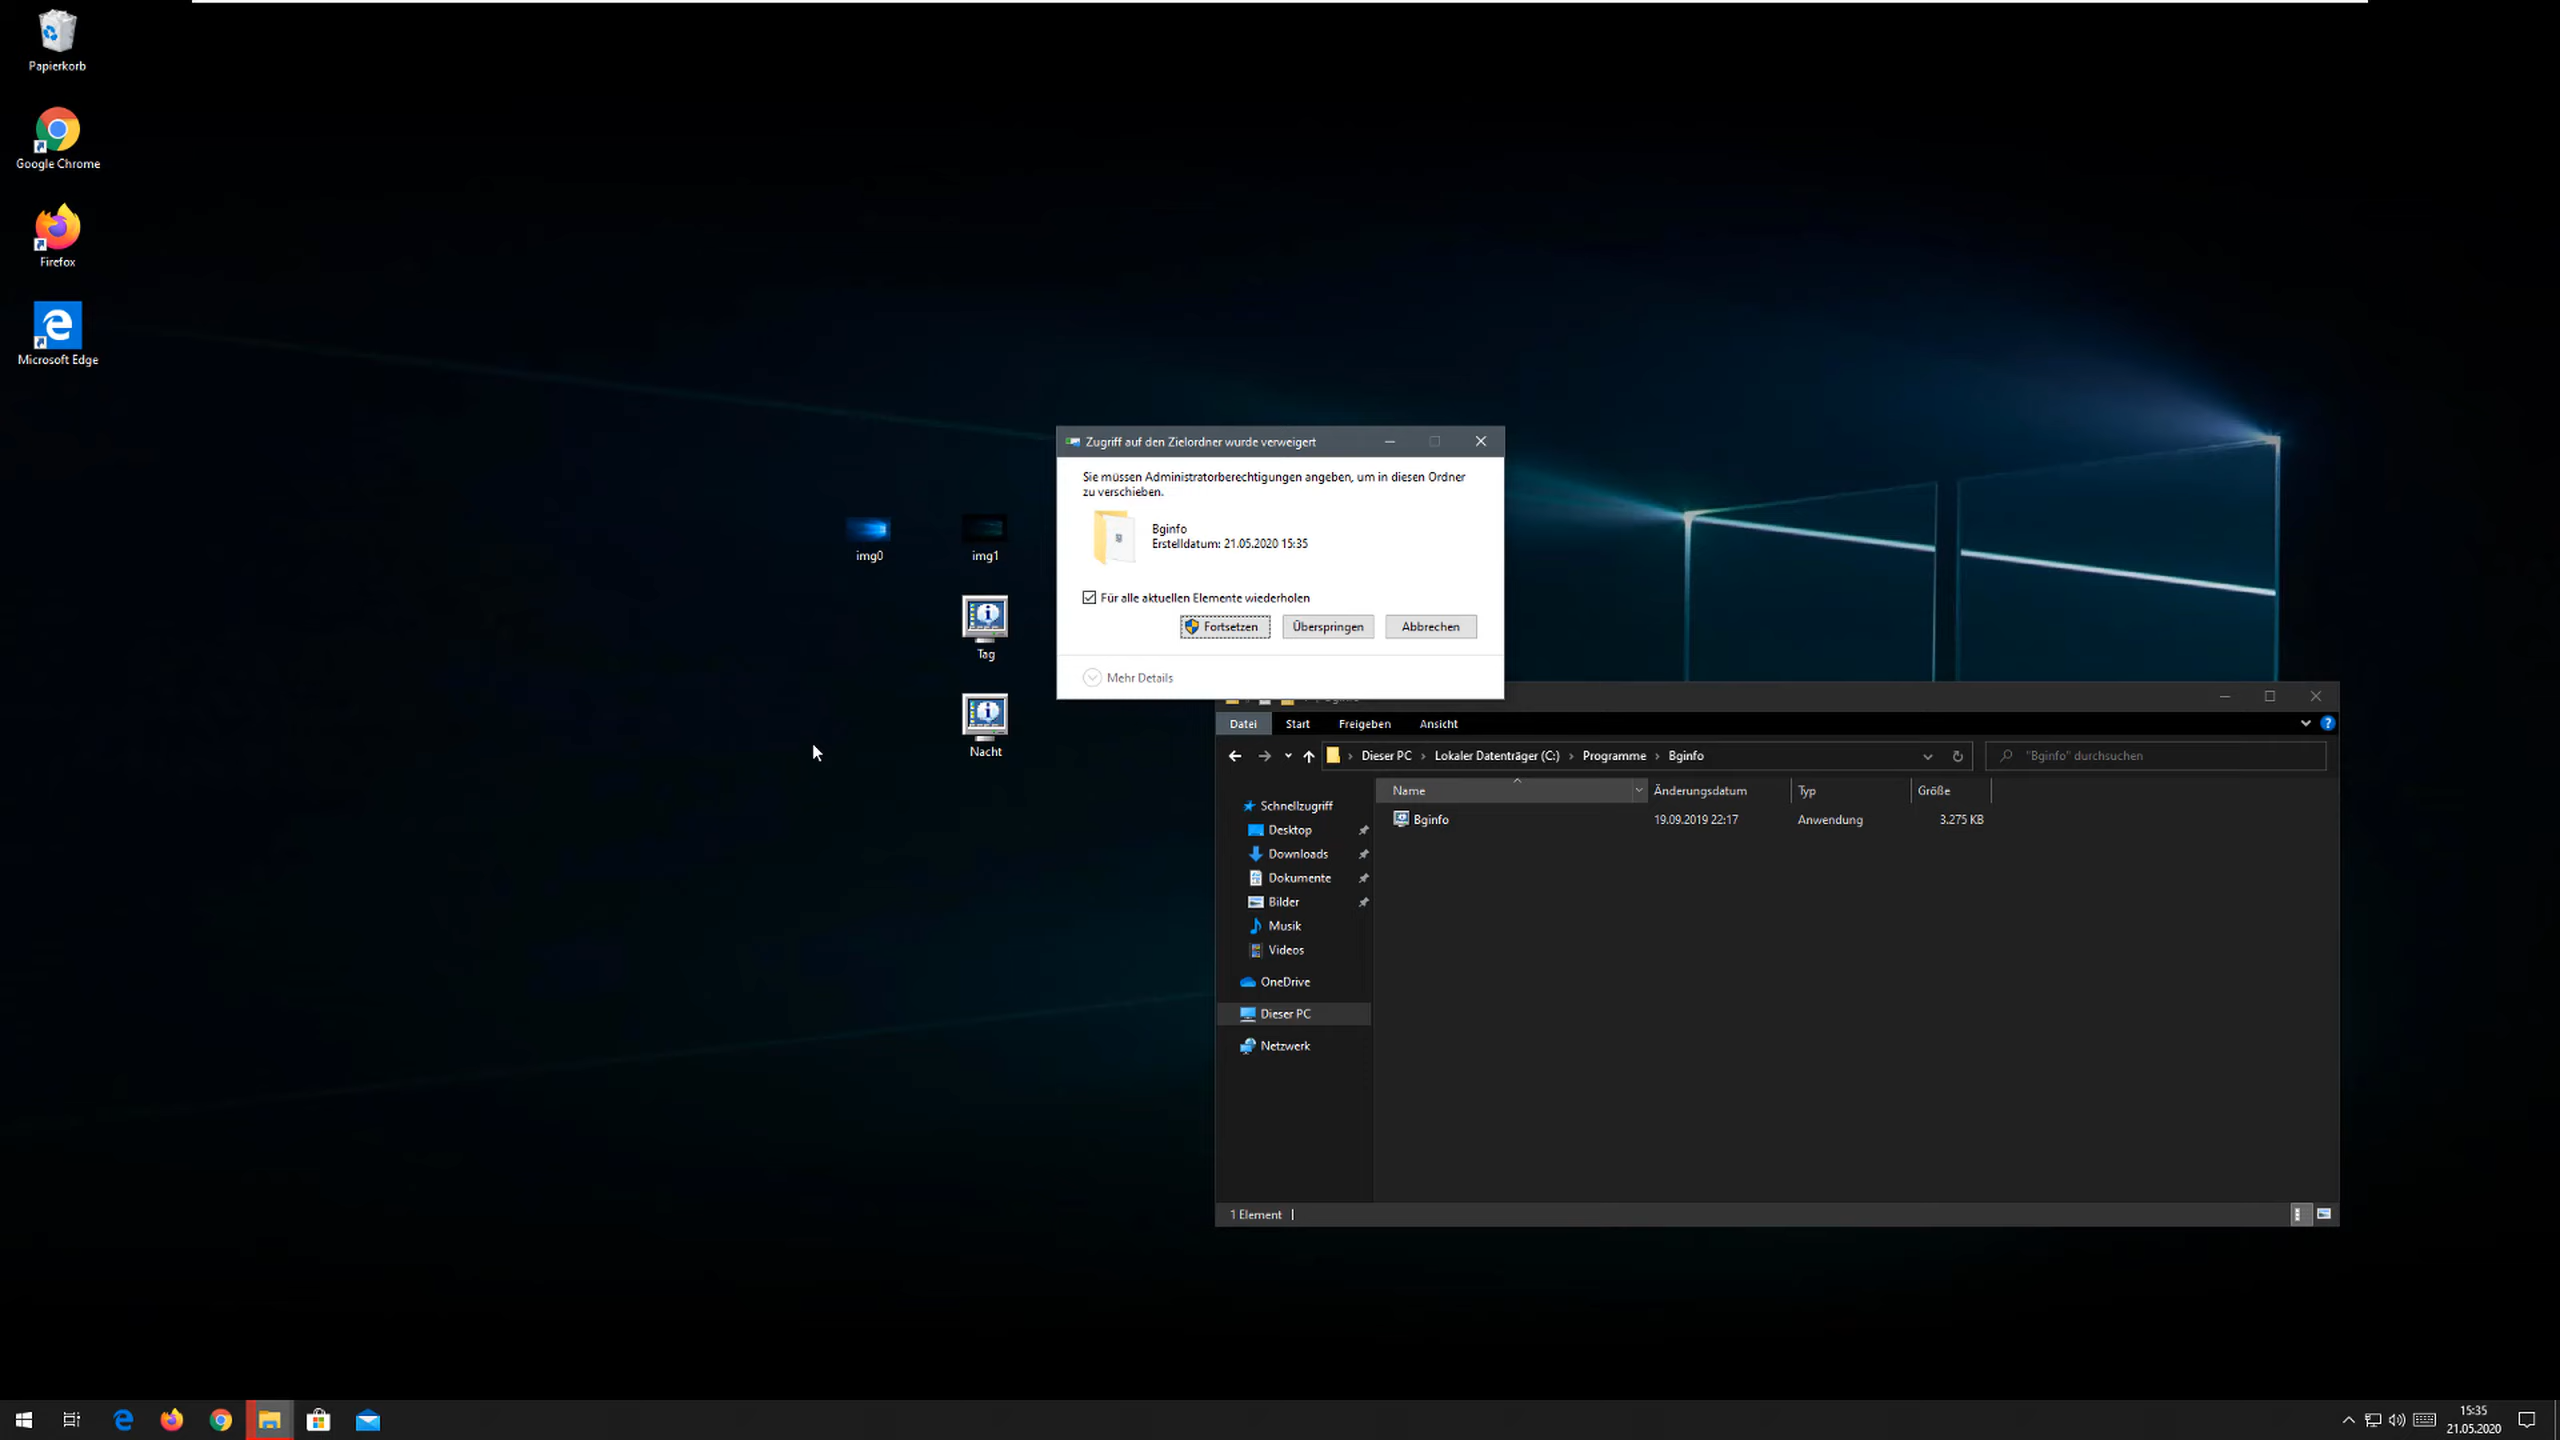 Papierkorb
Google Chrome
Firefox
Microsoft Edge
img0
img1
Tag
Nacht
Zugriff auf den Zielordner wurde verweigert
Sie müssen Administratorberechtigungen angeben, um in diesen Ordner
zu verschieben.
Bginfo
Erstelldatum: 21.05.2020 15:35
Für alle aktuellen Elemente wiederholen
Fortsetzen Überspringen Abbrechen
Mehr Details
Datei Start Freigeben Ansicht
Dieser PC › Lokaler Datenträger (C:) › Programme › Bginfo
"Bginfo" durchsuchen
Name Änderungsdatum Typ Größe
Bginfo 19.09.2019 22:17 Anwendung 3.275 KB
Schnellzugriff
Desktop
Downloads
Dokumente
Bilder
Musik
Videos
OneDrive
Dieser PC
Netzwerk
1 Element
15:35
21.05.2020